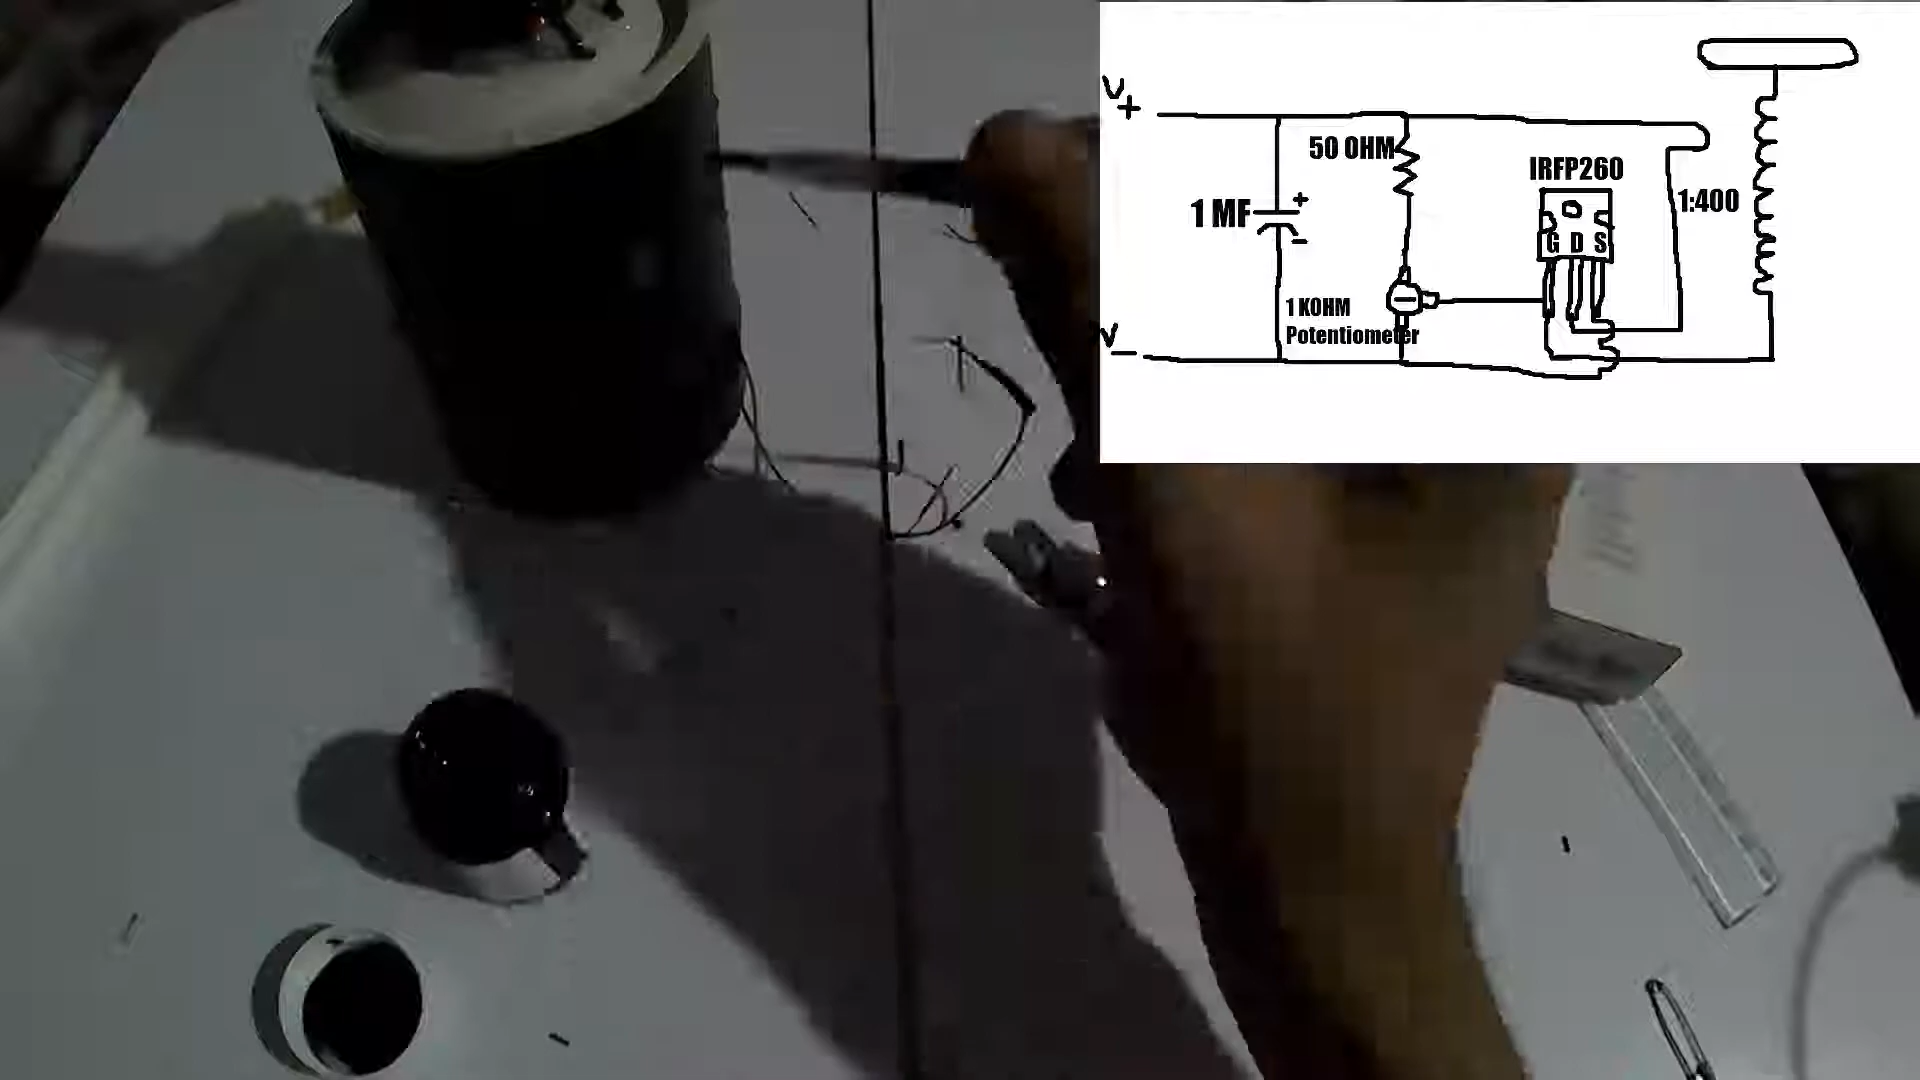 V+
50 OHM
IRFP260
1 MF
+
-
G D S
1:400
1 KOHM
Potentiometer
V-